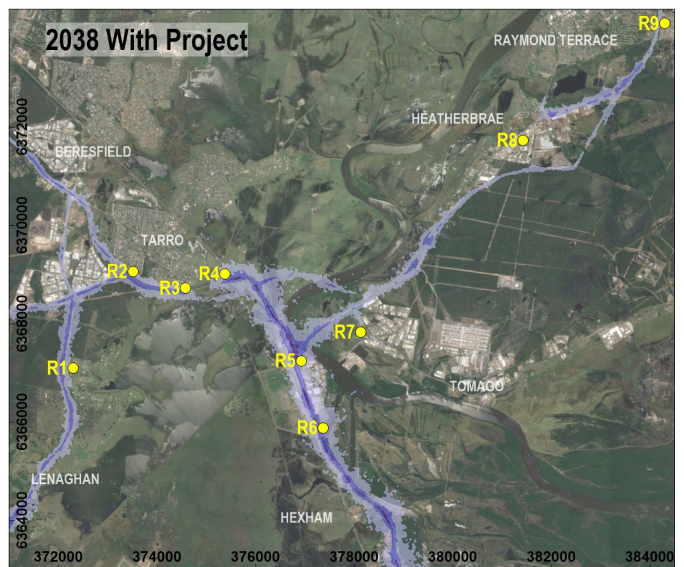 2038 With Project
R9
RAYMOND TERRACE
HEATHERBRAE
R8
BERESFIELD
TARRO
R2
R3
R4
R7
R5
R1
TOMAGO
R6
LENAGHAN
HEXHAM
6372000
6370000
6368000
6366000
6364000
372000 374000 376000 378000 380000 382000 384000